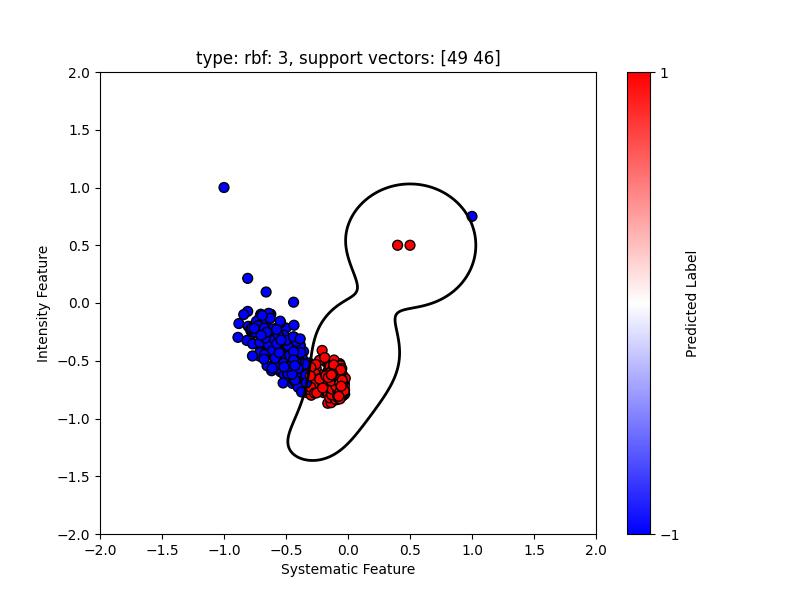 type: rbf: 3, support vectors: [49 46]
2.0
1.5
1.0
0.5
0.0
−0.5
−1.0
−1.5
−2.0
Intensity Feature
−2.0 −1.5 −1.0 −0.5 0.0 0.5 1.0 1.5 2.0
Systematic Feature
1
−1
Predicted Label